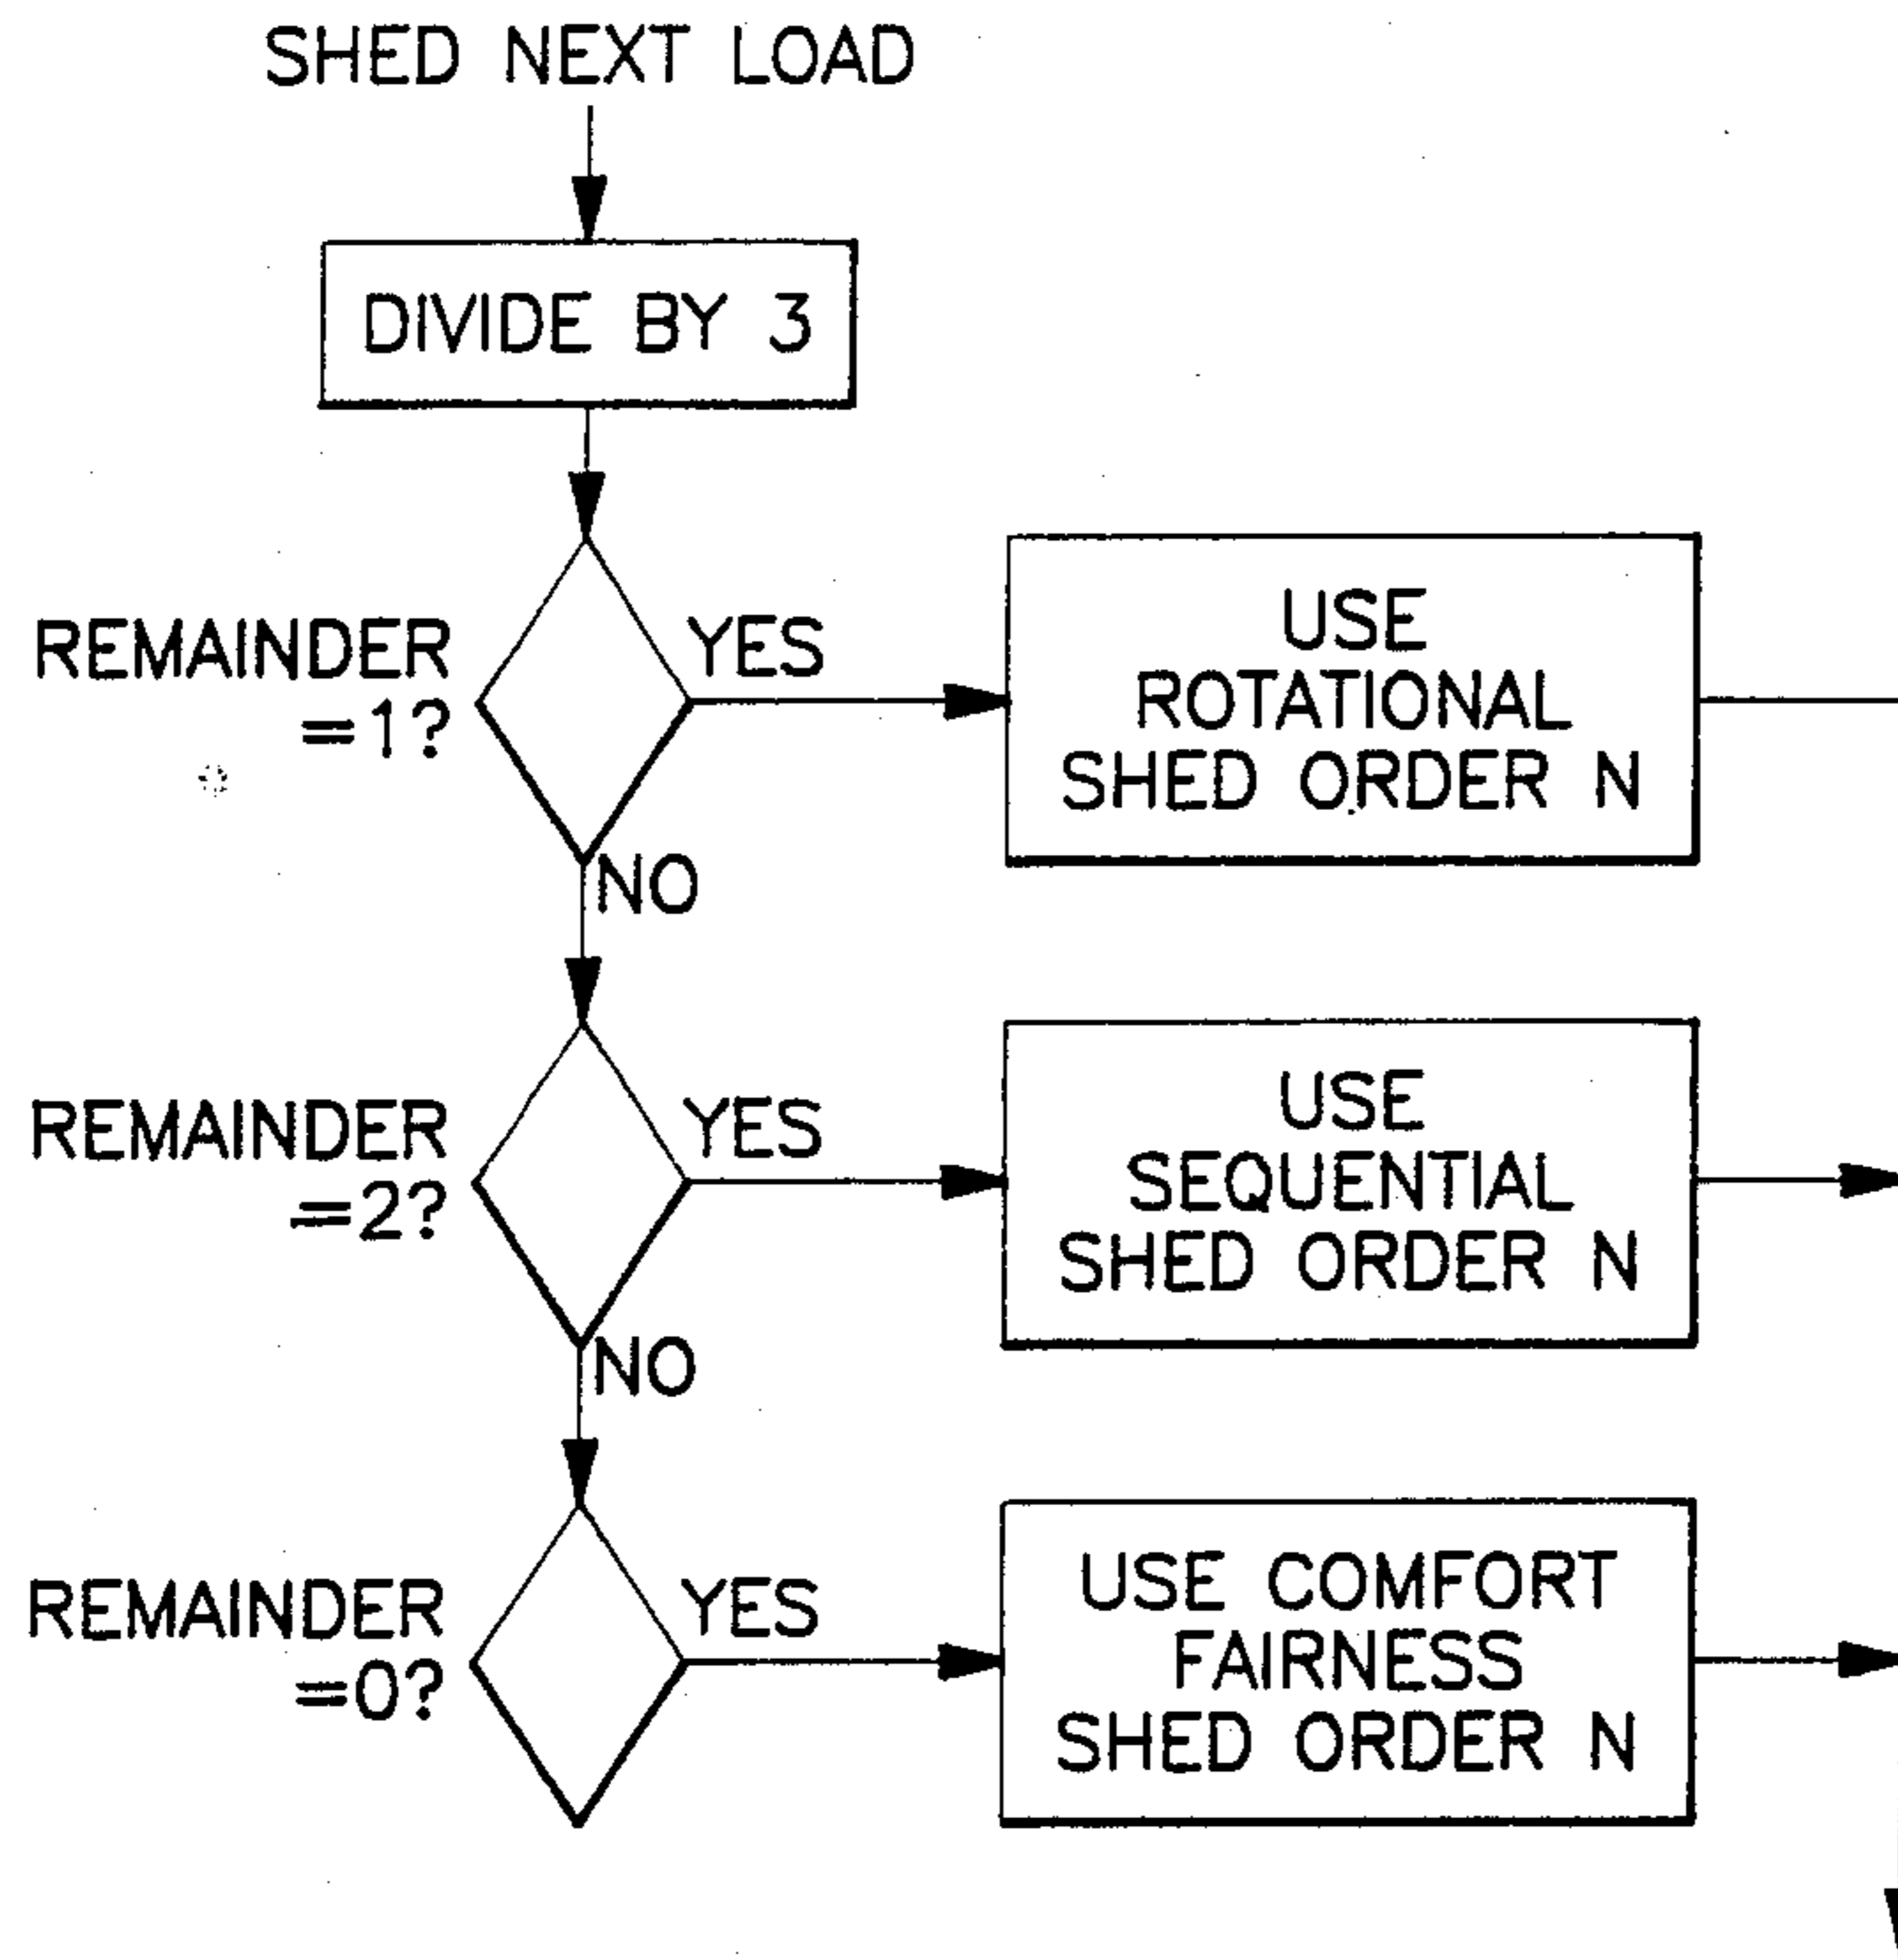 SHED NEXT LOAD
DIVIDE BY 3
REMAINDER
=1?
YES
USE
ROTATIONAL
SHED ORDER N
NO
REMAINDER
=2?
YES
USE
SEQUENTIAL
SHED ORDER N
NO
REMAINDER
=0?
YES
USE COMFORT
FAIRNESS
SHED ORDER N